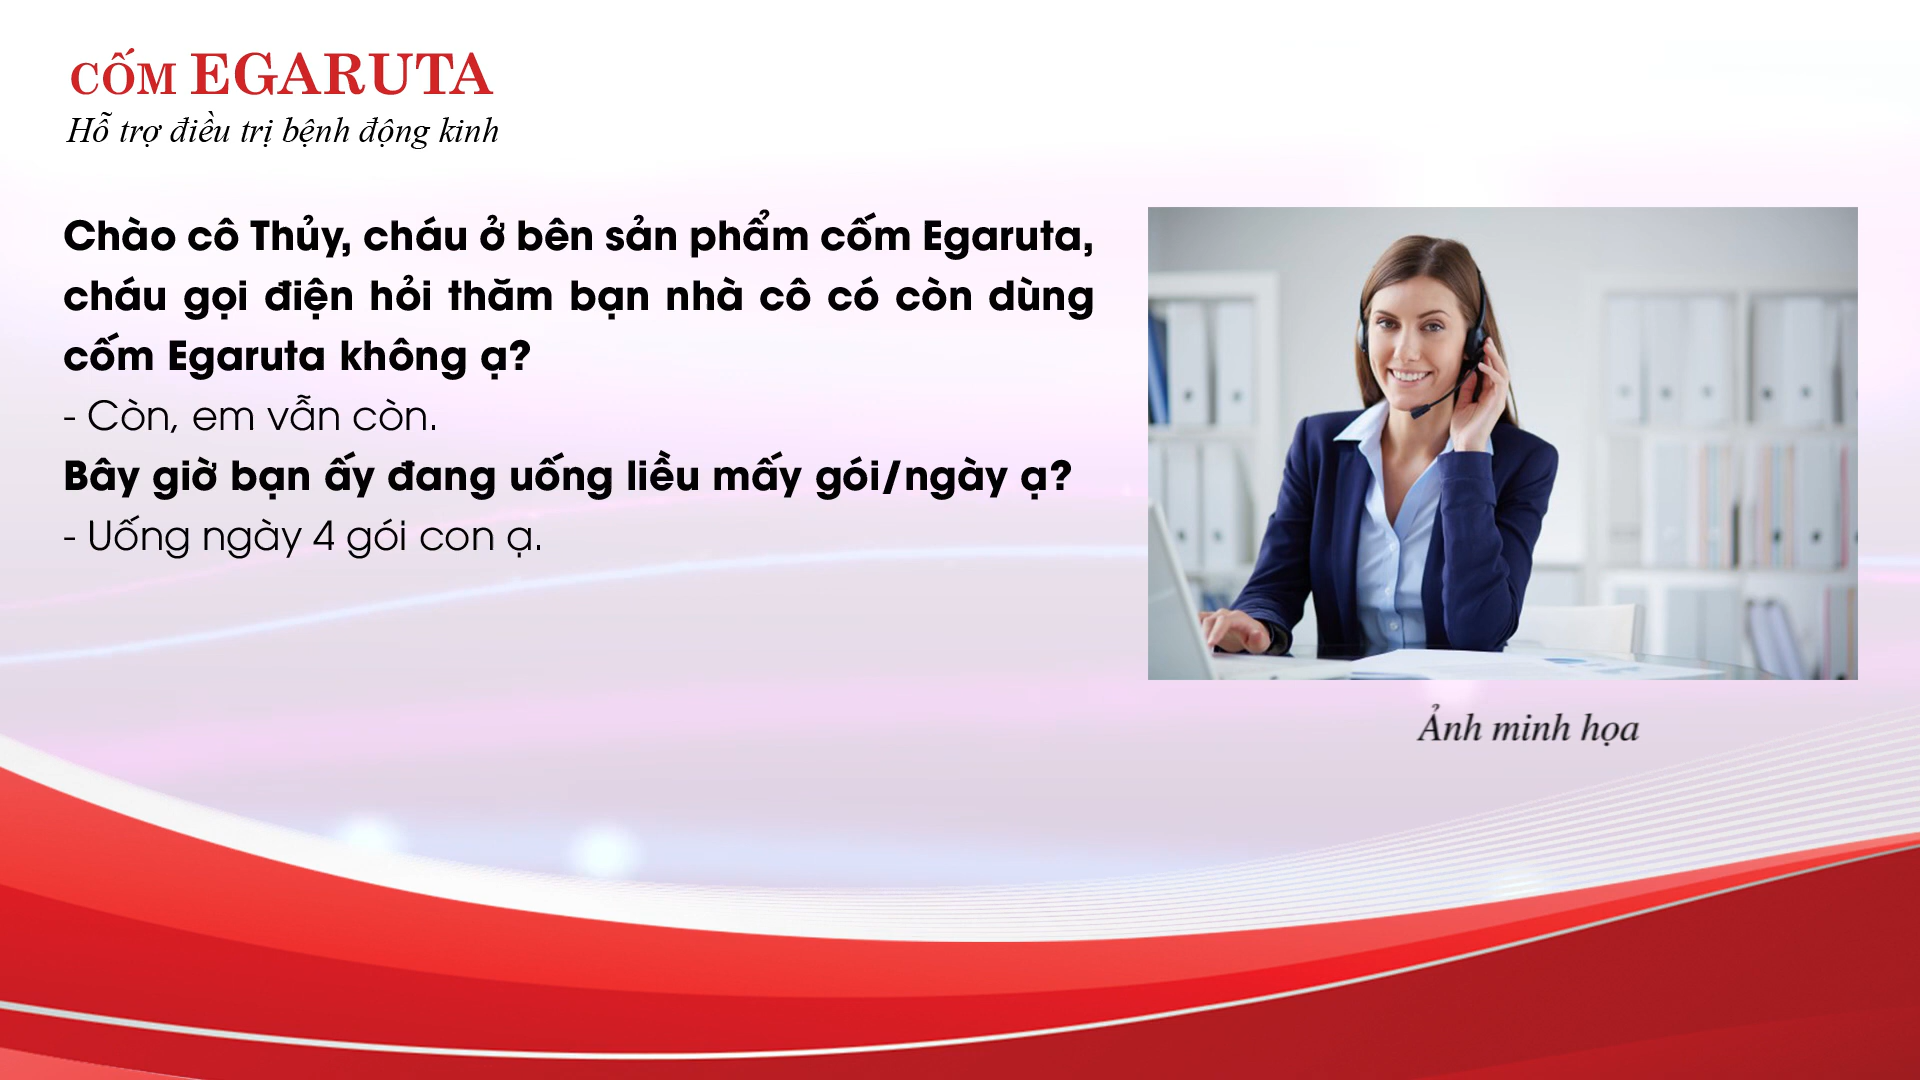 CỐM EGARUTA
Hỗ trợ điều trị bệnh động kinh
Chào cô Thủy, cháu ở bên sản phẩm cốm Egaruta,
cháu gọi điện hỏi thăm bạn nhà cô có còn dùng
cốm Egaruta không ạ?
- Còn, em vẫn còn.
Bây giờ bạn ấy đang uống liều mấy gói/ngày ạ?
- Uống ngày 4 gói con ạ.
Ảnh minh họa